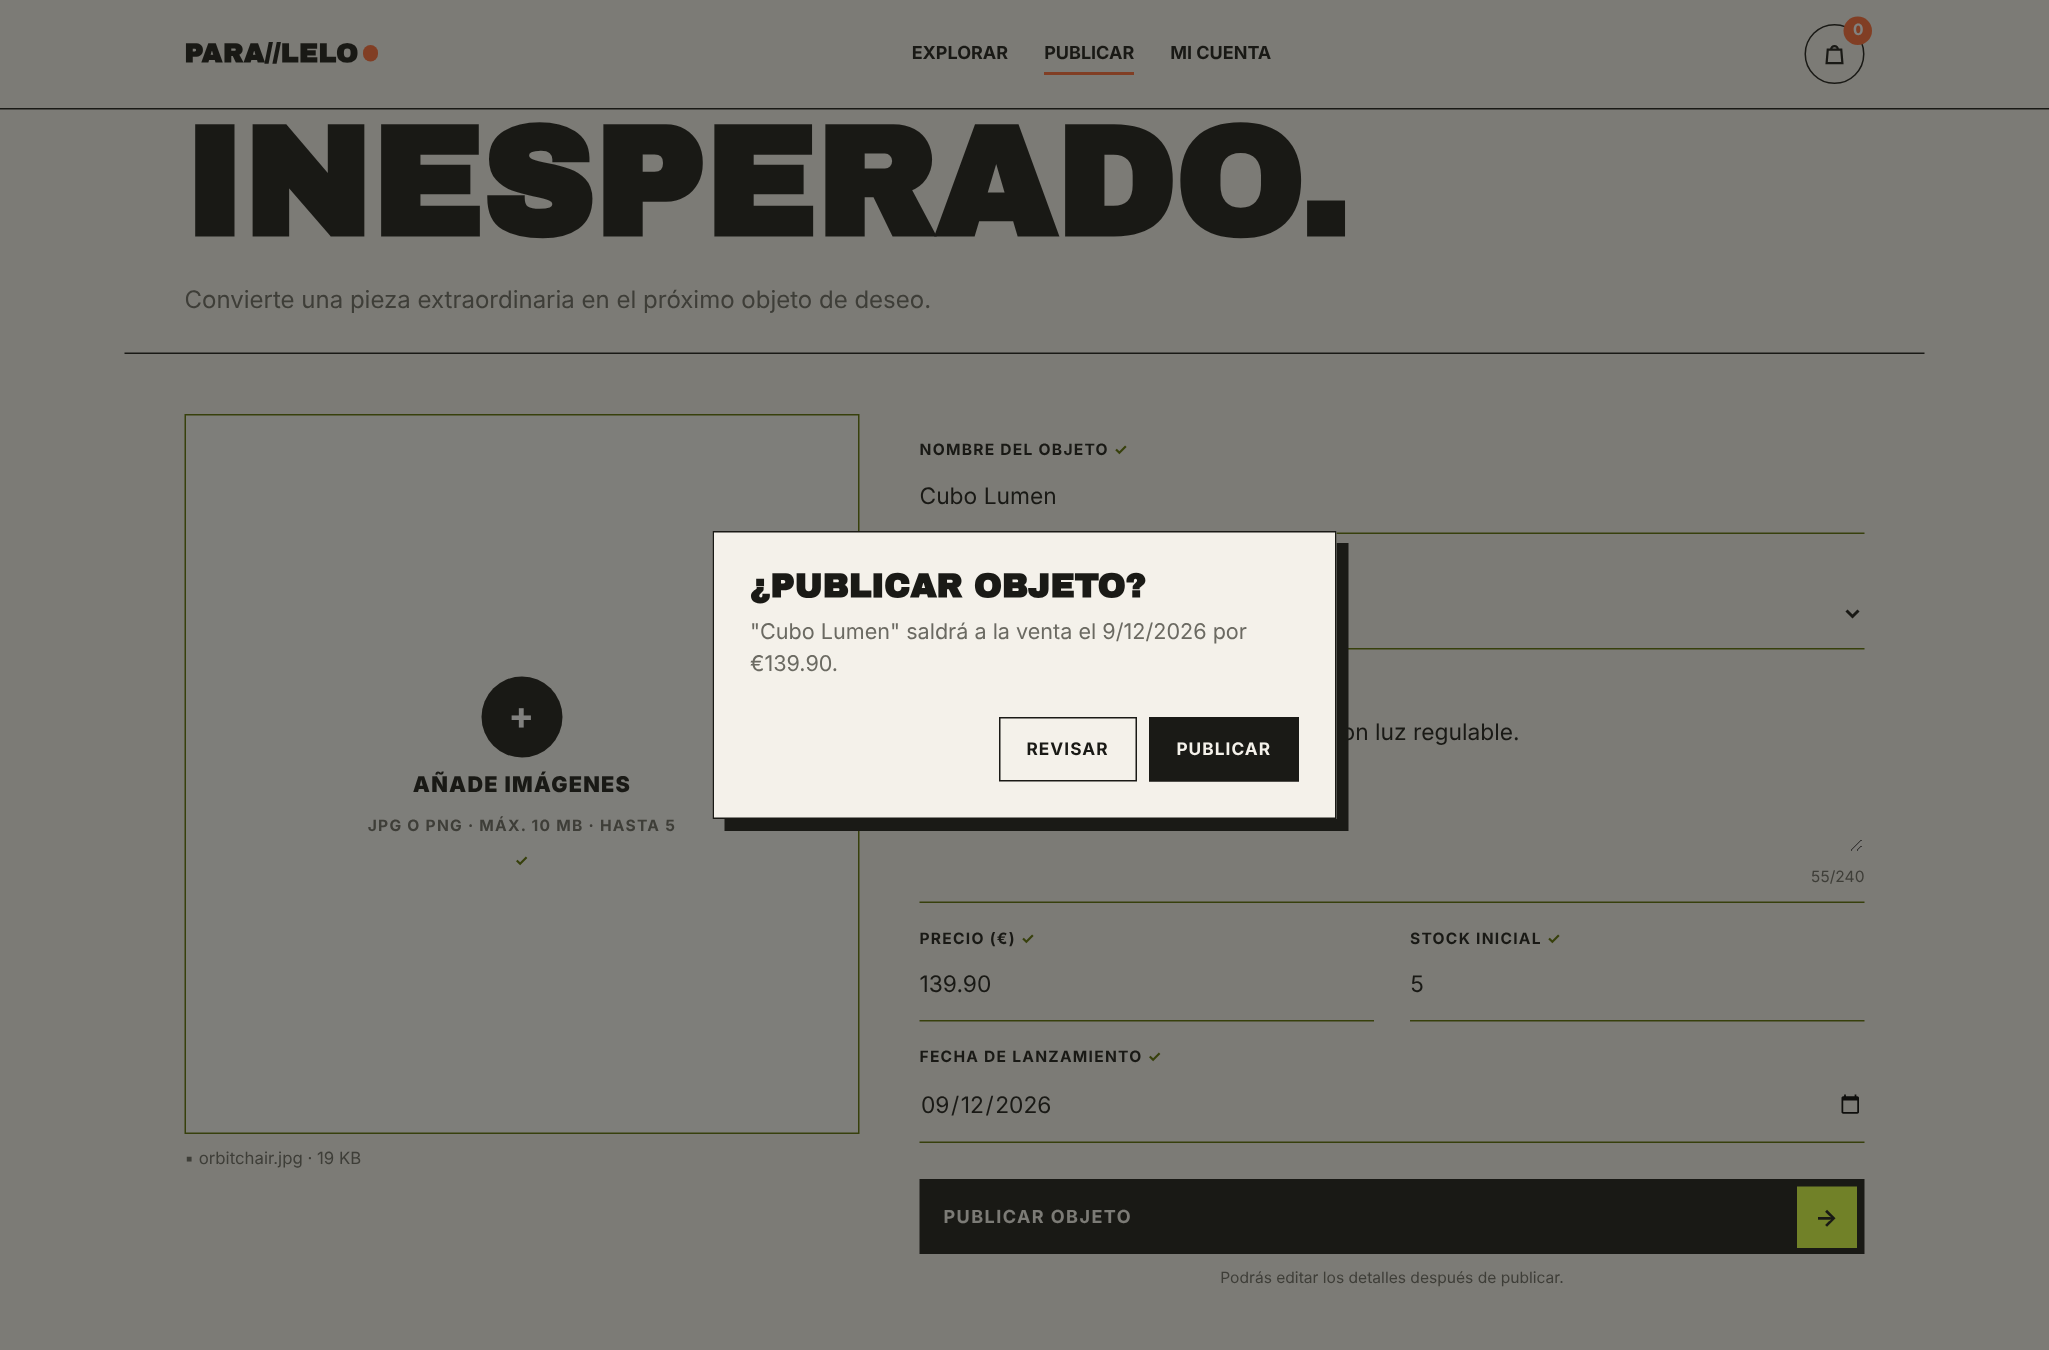 PARA//LELO
EXPLORAR PUBLICAR MI CUENTA
0
INESPERADO.
Convierte una pieza extraordinaria en el próximo objeto de deseo.
+
AÑADE IMÁGENES
JPG O PNG · MÁX. 10 MB · HASTA 5
✓
▪ orbitchair.jpg · 19 KB
NOMBRE DEL OBJETO ✓
Cubo Lumen
¿PUBLICAR OBJETO?
"Cubo Lumen" saldrá a la venta el 9/12/2026 por
€139.90.
REVISAR PUBLICAR
luz regulable.
55/240
PRECIO (€) ✓
139.90
STOCK INICIAL ✓
5
FECHA DE LANZAMIENTO ✓
09/12/2026
PUBLICAR OBJETO →
Podrás editar los detalles después de publicar.